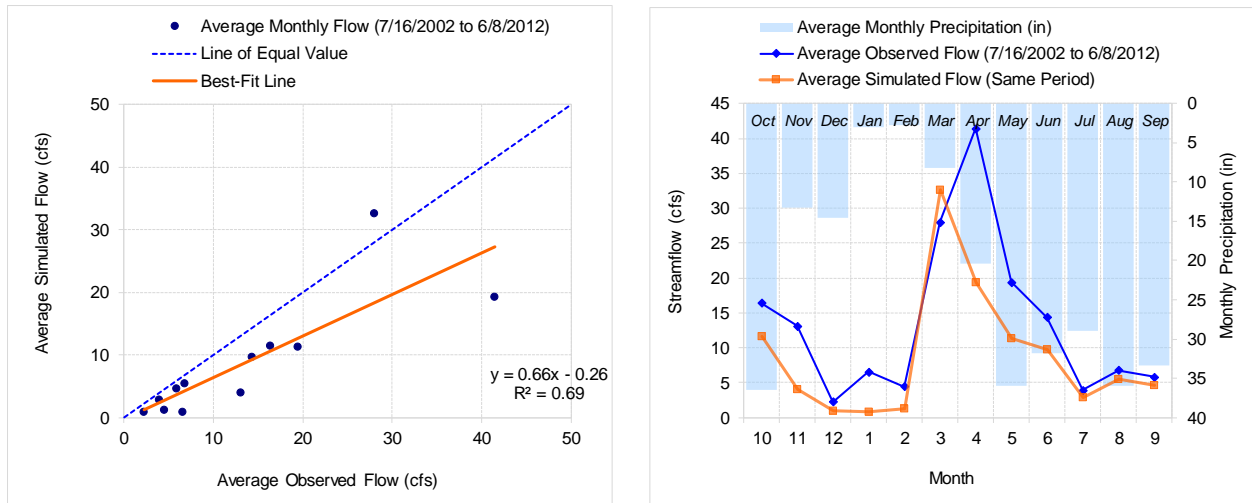 Average Monthly Flow (7/16/2002 to 6/8/2012)
Line of Equal Value
Best-Fit Line
50
40
30
20
10
0
Average Simulated Flow (cfs)
y = 0.66x - 0.26
R² = 0.69
0 10 20 30 40 50
Average Observed Flow (cfs)
Average Monthly Precipitation (in)
Average Observed Flow (7/16/2002 to 6/8/2012)
Average Simulated Flow (Same Period)
45
40
35
30
25
20
15
10
5
0
Streamflow (cfs)
Oct Nov Dec Jan Feb Mar Apr May Jun Jul Aug Sep
0
5
10
15
20
25
30
35
40
Monthly Precipitation (in)
10 11 12 1 2 3 4 5 6 7 8 9
Month